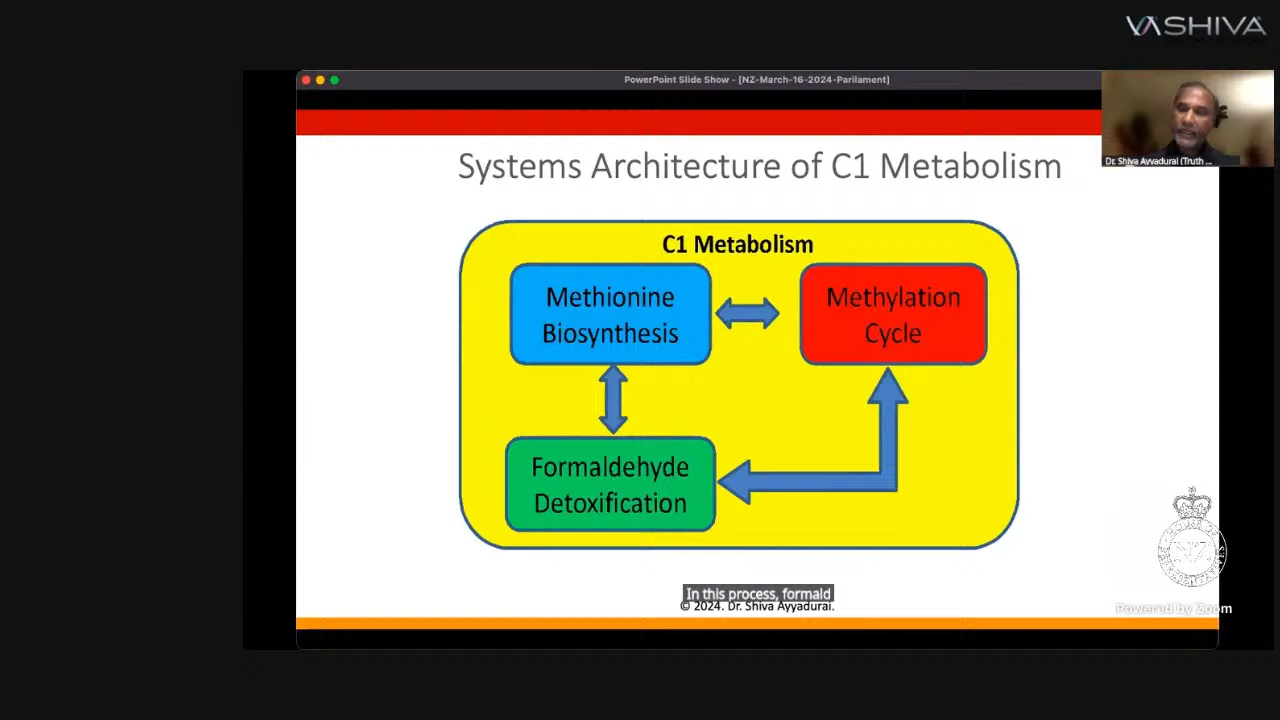 VASHIVA
PowerPoint Slide Show - [NZ-March-16-2024-Parilament]
Dr. Shiva Ayyadurai (Truth ...
Systems Architecture of C1 Metabolism
C1 Metabolism
Methionine
Biosynthesis
Methylation
Cycle
Formaldehyde
Detoxification
In this process, formald
© 2024. Dr. Shiva Ayyadurai.
NZ
Powered by Zoom